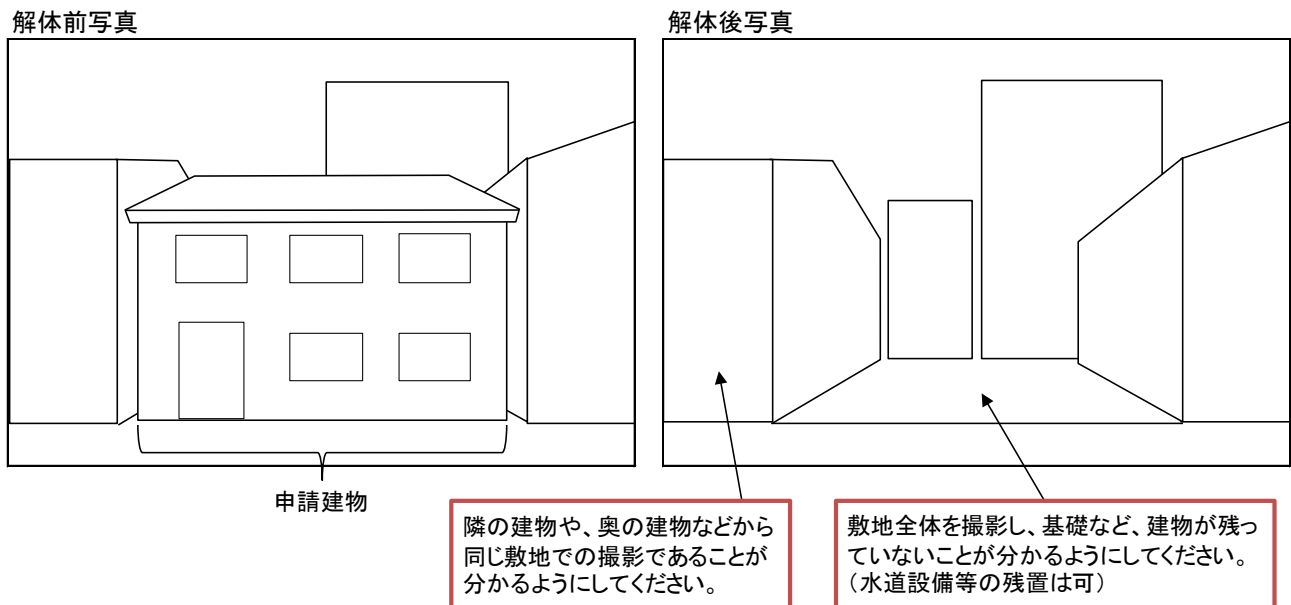 解体前写真
解体後写真
申請建物
隣の建物や、奥の建物などから
同じ敷地での撮影であることが
分かるようにしてください。
敷地全体を撮影し、基礎など、建物が残っ
ていないことが分かるようにしてください。
（水道設備等の残置は可）